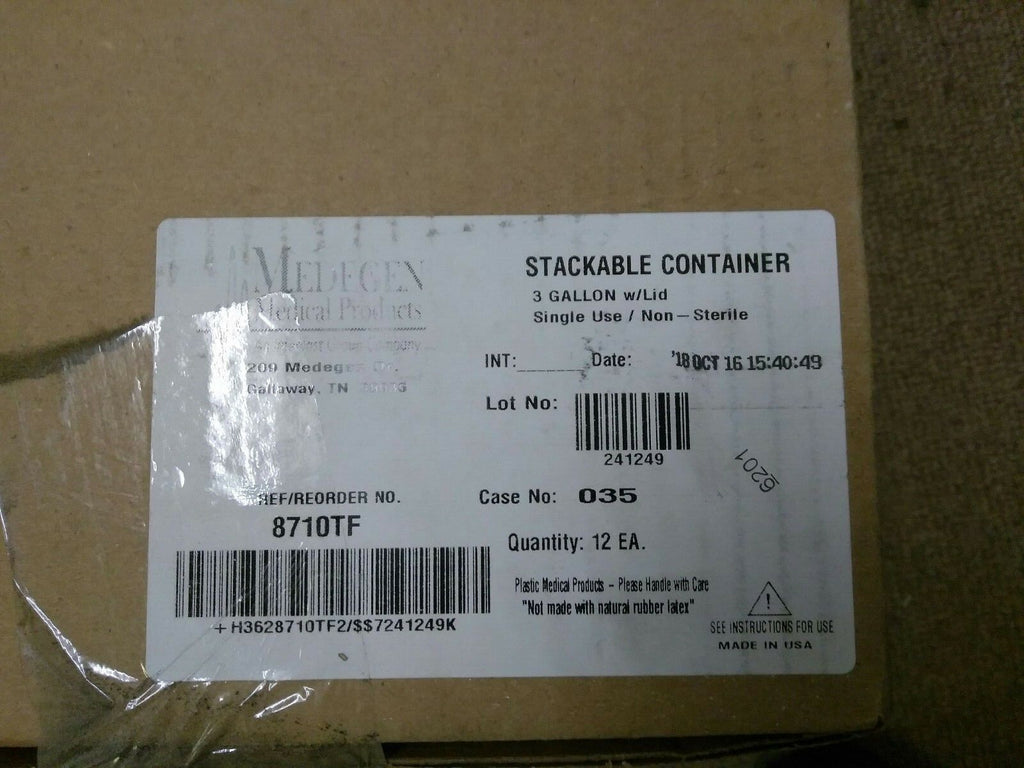 MEDEGEN
Medical Products
209 Medegen
Gallaway, TN
REF/REORDER NO.
8710TF
+H3628710TF2/$$7241249K
STACKABLE CONTAINER
3 GALLON w/Lid
Single Use / Non-Sterile
INT:______ Date: '18 OCT 16 15:40:49
Lot No:
241249
6201
Case No: 035
Quantity: 12 EA.
Plastic Medical Products - Please Handle with Care
"Not made with natural rubber latex"
SEE INSTRUCTIONS FOR USE
MADE IN USA